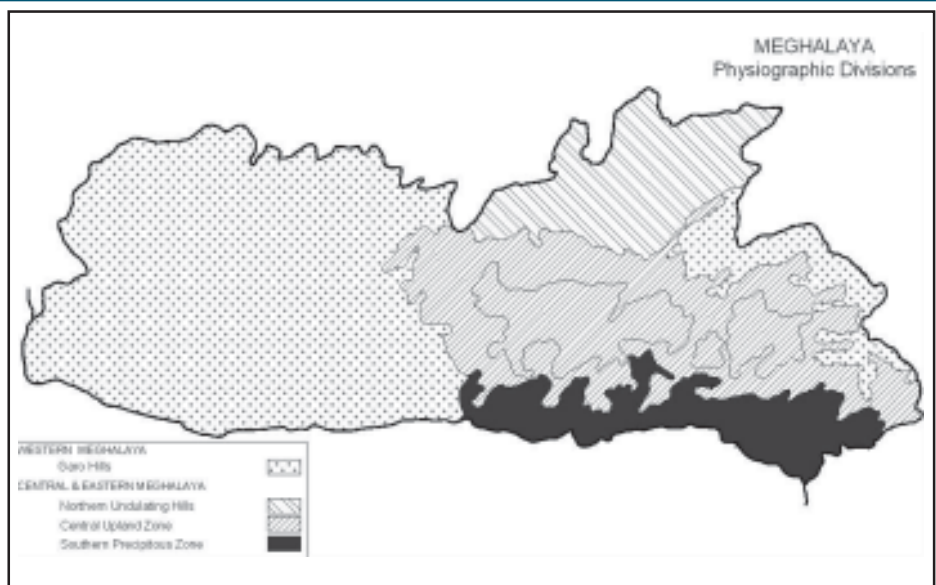 MEGHALAYA
Physiographic Divisions
WESTERN MEGHALAYA
Garo Hills
CENTRAL & EASTERN MEGHALAYA
Northern Undulating Hills
Central Upland Zone
Southern Precipitous Zone